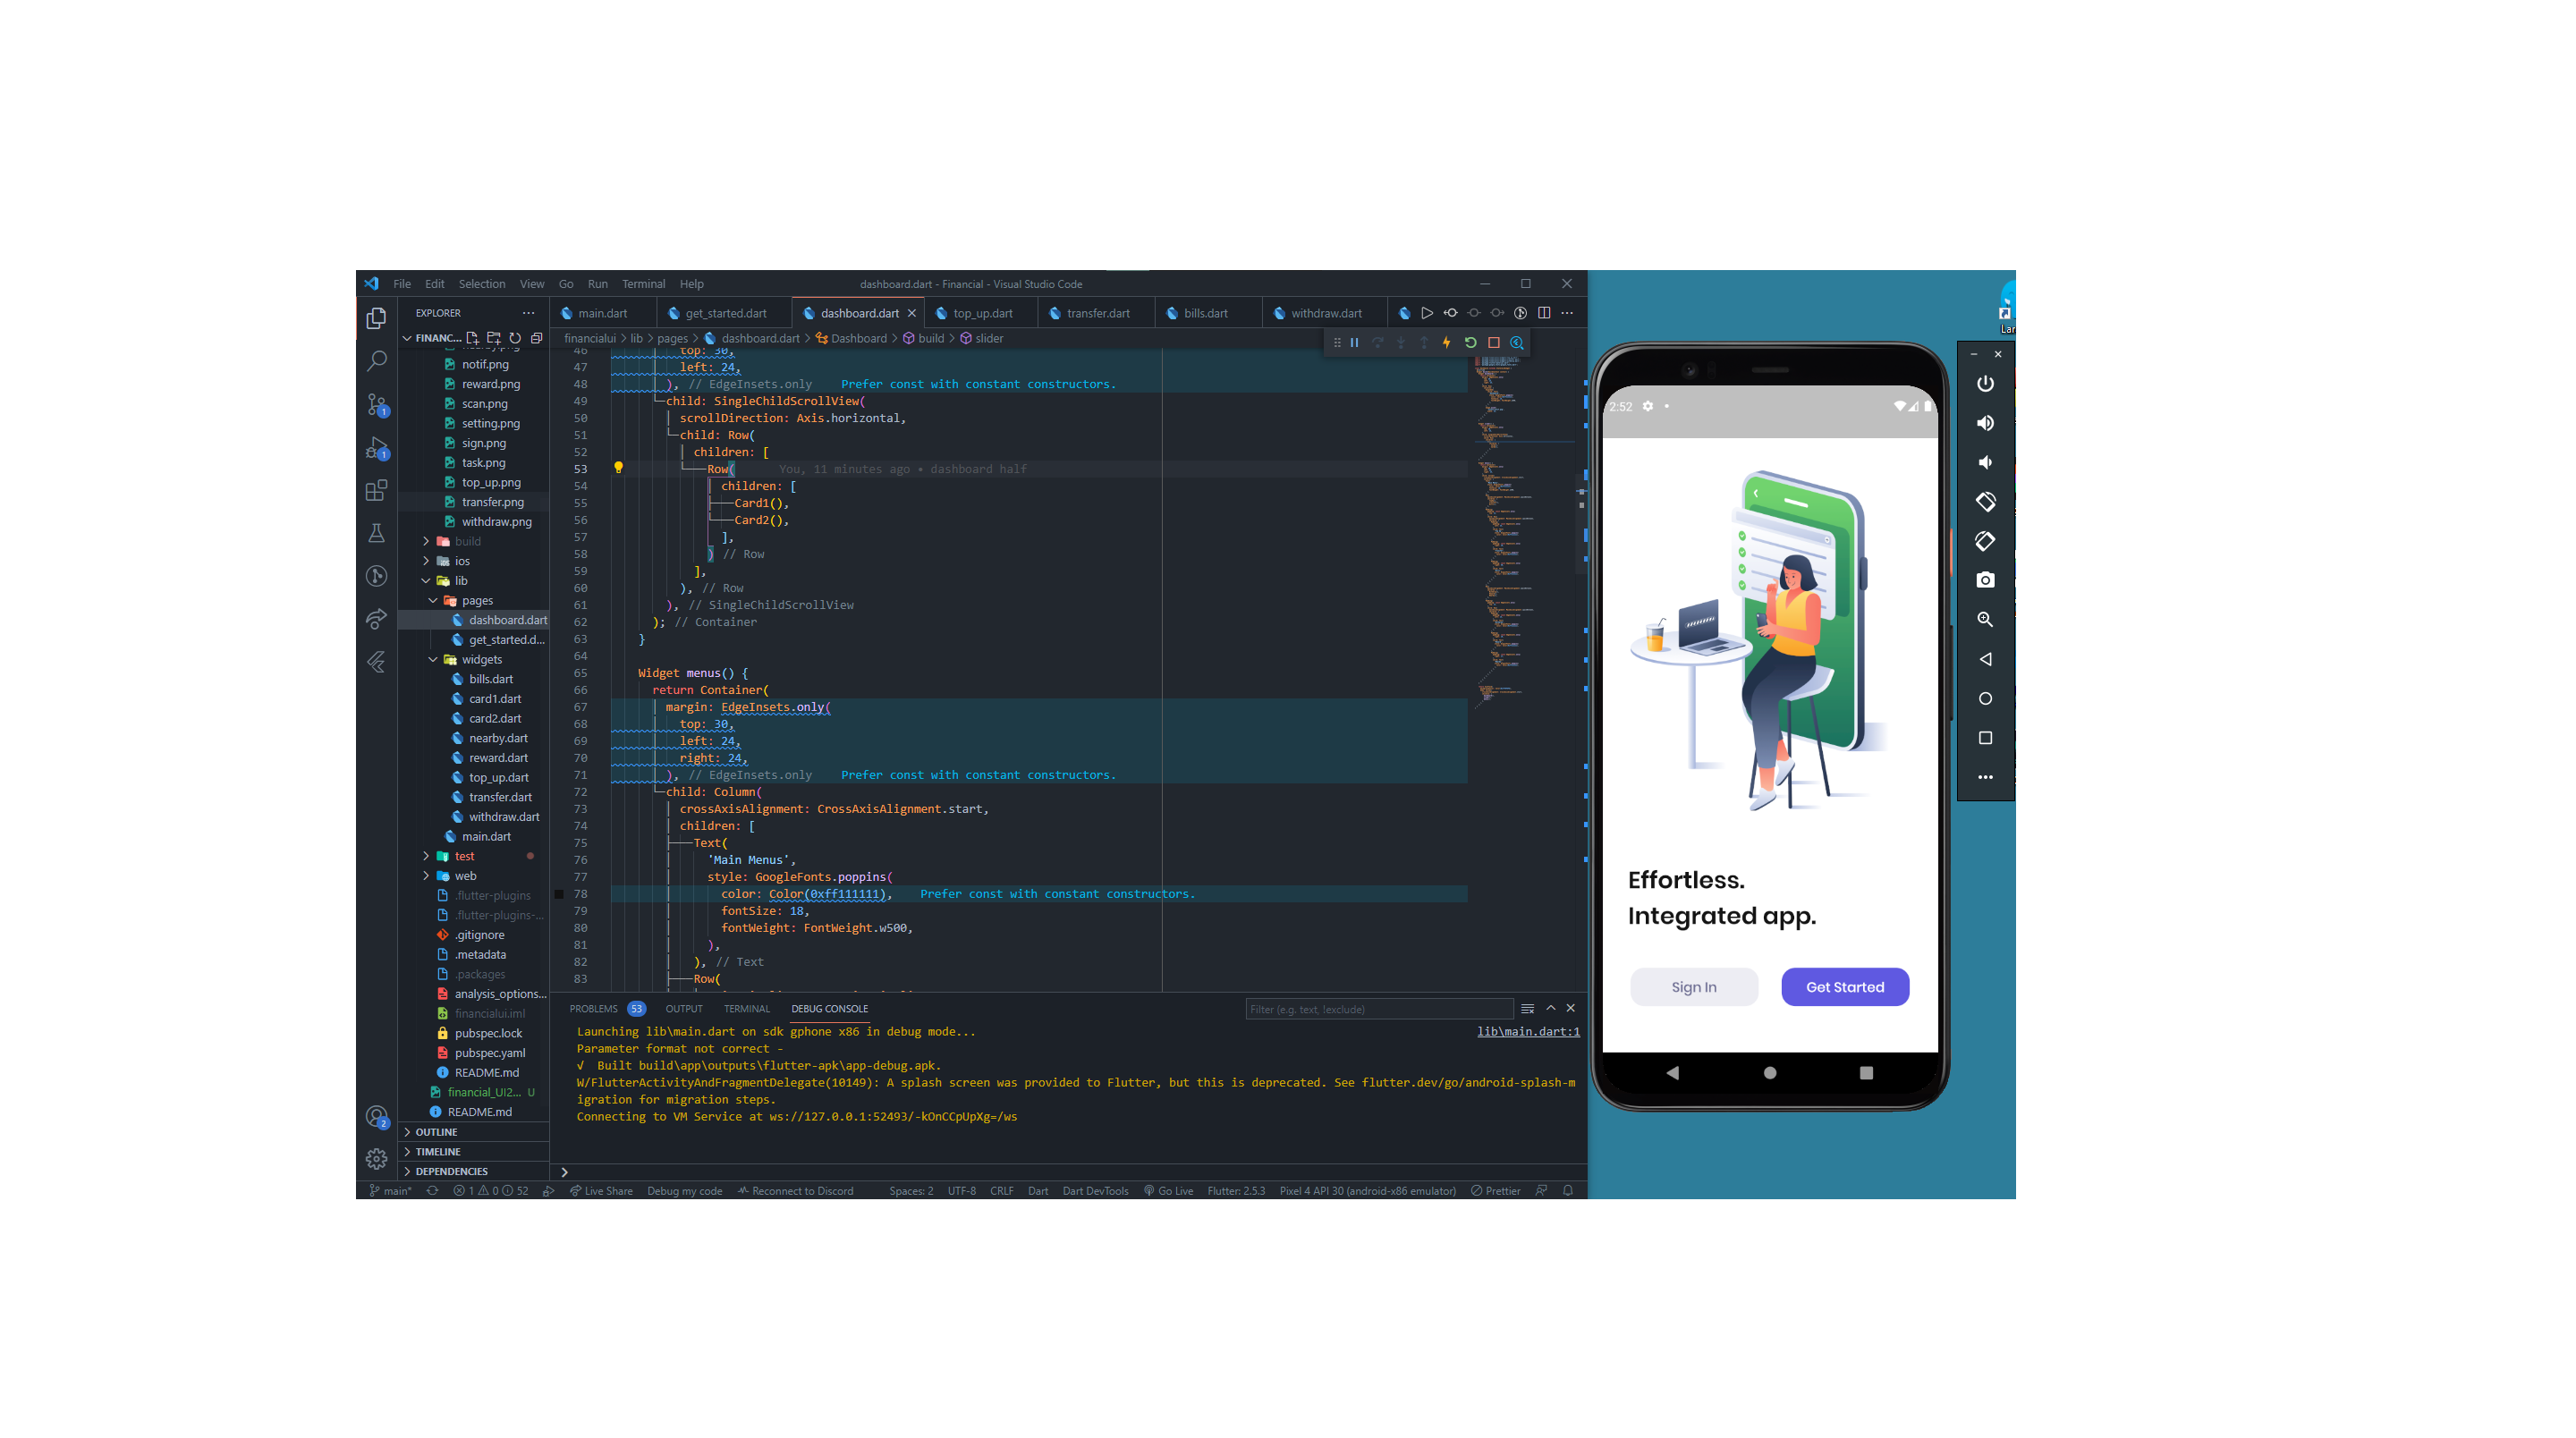 File Edit Selection View Go Run Terminal Help
dashboard.dart - Financial - Visual Studio Code
EXPLORER
FINANC...
notif.png
reward.png
scan.png
setting.png
sign.png
task.png
top_up.png
transfer.png
withdraw.png
build
ios
lib
pages
dashboard.dart
get_started.d...
widgets
bills.dart
card1.dart
card2.dart
nearby.dart
reward.dart
top_up.dart
transfer.dart
withdraw.dart
main.dart
test
web
.flutter-plugins
.flutter-plugins-...
.gitignore
.metadata
.packages
analysis_options...
financialui.iml
pubspec.lock
pubspec.yaml
README.md
financial_UI2... U
README.md
OUTLINE
TIMELINE
DEPENDENCIES
1
1
2
main.dart get_started.dart dashboard.dart top_up.dart transfer.dart bills.dart withdraw.dart
financialui > lib > pages > dashboard.dart > Dashboard > build > slider
46 top: 30,
47 left: 24,
48 ), // EdgeInsets.only Prefer const with constant constructors.
49 child: SingleChildScrollView(
50 scrollDirection: Axis.horizontal,
51 child: Row(
52 children: [
53 Row( You, 11 minutes ago • dashboard half
54 children: [
55 Card1(),
56 Card2(),
57 ],
58 ) // Row
59 ],
60 ), // Row
61 ), // SingleChildScrollView
62 ); // Container
63 }
64
65 Widget menus() {
66 return Container(
67 margin: EdgeInsets.only(
68 top: 30,
69 left: 24,
70 right: 24,
71 ), // EdgeInsets.only Prefer const with constant constructors.
72 child: Column(
73 crossAxisAlignment: CrossAxisAlignment.start,
74 children: [
75 Text(
76 'Main Menus',
77 style: GoogleFonts.poppins(
78 color: Color(0xff111111), Prefer const with constant constructors.
79 fontSize: 18,
80 fontWeight: FontWeight.w500,
81 ),
82 ), // Text
83 Row(
PROBLEMS 53 OUTPUT TERMINAL DEBUG CONSOLE Filter (e.g. text, !exclude)
Launching lib\main.dart on sdk gphone x86 in debug mode... lib\main.dart:1
Parameter format not correct -
√ Built build\app\outputs\flutter-apk\app-debug.apk.
W/FlutterActivityAndFragmentDelegate(10149): A splash screen was provided to Flutter, but this is deprecated. See flutter.dev/go/android-splash-m
igration for migration steps.
Connecting to VM Service at ws://127.0.0.1:52493/-kOnCCpUpXg=/ws
main* 1 0 52 Live Share Debug my code Reconnect to Discord Spaces: 2 UTF-8 CRLF Dart Dart DevTools Go Live Flutter: 2.5.3 Pixel 4 API 30 (android-x86 emulator) Prettier
Lar
2:52
Effortless.
Integrated app.
Sign In Get Started